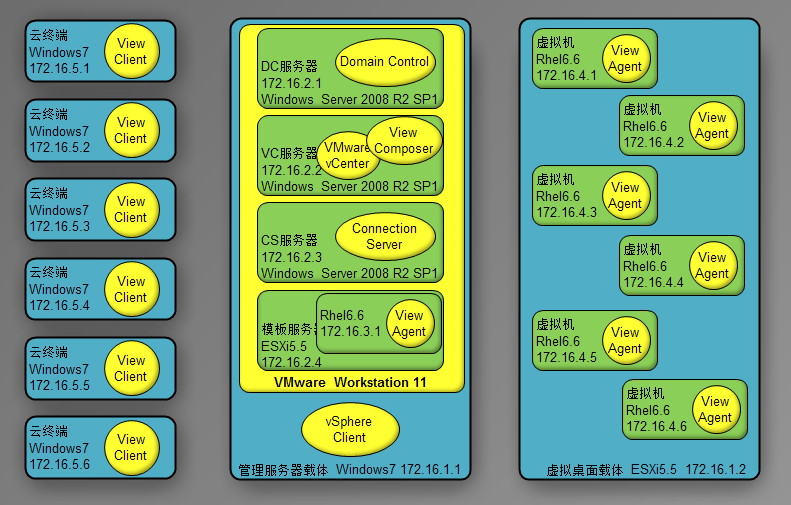 云终端
Windows7
172.16.5.1
View
Client
云终端
Windows7
172.16.5.2
View
Client
云终端
Windows7
172.16.5.3
View
Client
云终端
Windows7
172.16.5.4
View
Client
云终端
Windows7
172.16.5.5
View
Client
云终端
Windows7
172.16.5.6
View
Client
DC服务器
172.16.2.1
Windows Server 2008 R2 SP1
Domain Control
VC服务器
172.16.2.2
Windows Server 2008 R2 SP1
VMware
vCenter
View
Composer
CS服务器
172.16.2.3
Windows Server 2008 R2 SP1
Connection
Server
模板服务器
ESXi5.5
172.16.2.4
Rhel6.6
172.16.3.1
View
Agent
VMware Workstation 11
vSphere
Client
管理服务器载体 Windows7 172.16.1.1
虚拟机
Rhel6.6
172.16.4.1
View
Agent
虚拟机
Rhel6.6
172.16.4.2
View
Agent
虚拟机
Rhel6.6
172.16.4.3
View
Agent
虚拟机
Rhel6.6
172.16.4.4
View
Agent
虚拟机
Rhel6.6
172.16.4.5
View
Agent
虚拟机
Rhel6.6
172.16.4.6
View
Agent
虚拟桌面载体 ESXi5.5 172.16.1.2